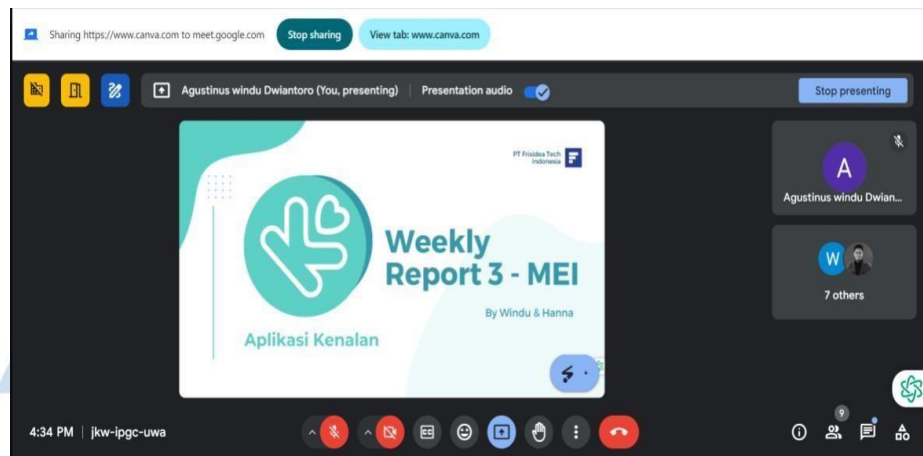 Sharing https://www.canva.com to meet.google.com
Stop sharing
View tab: www.canva.com
Agustinus windu Dwiantoro (You, presenting)
Presentation audio
Stop presenting
PT Frisidea Tech
Indonesia
Weekly
Report 3 - MEI
By Windu & Hanna
Aplikasi Kenalan
A
Agustinus windu Dwian...
W
7 others
4:34 PM | jkw-ipgc-uwa
9